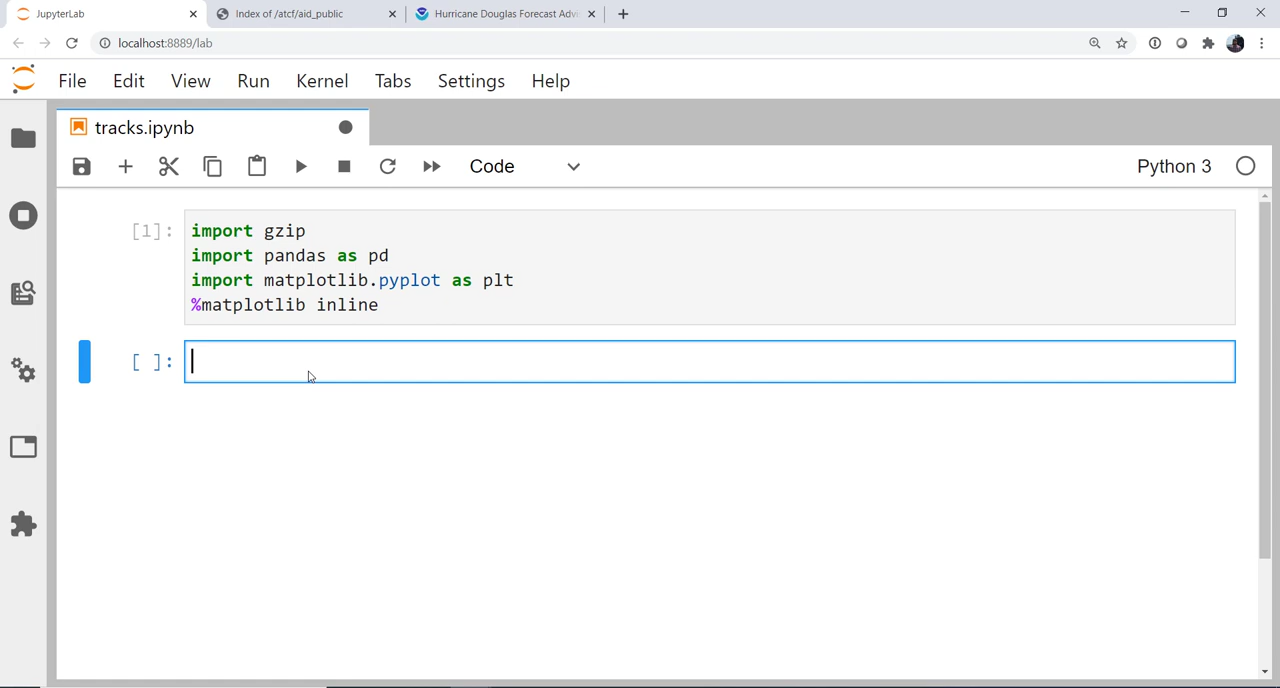 JupyterLab
Index of /atcf/aid_public
Hurricane Douglas Forecast Advi
localhost:8889/lab
File Edit View Run Kernel Tabs Settings Help
tracks.ipynb
Code
Python 3
[1]:
import gzip
import pandas as pd
import matplotlib.pyplot as plt
%matplotlib inline
[ ]: